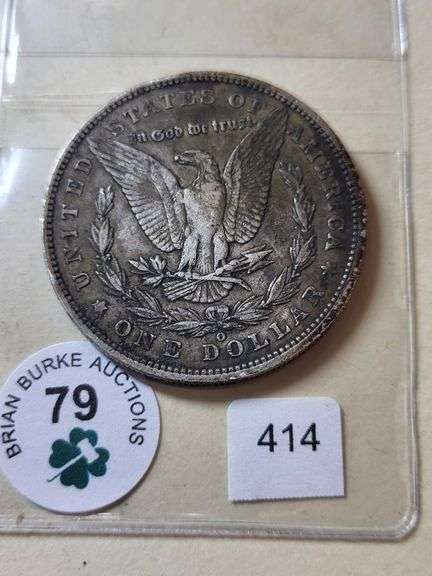 UNITED STATES OF AMERICA
In God we trust
O
ONE DOLLAR
BRIAN BURKE AUCTIONS
79
414